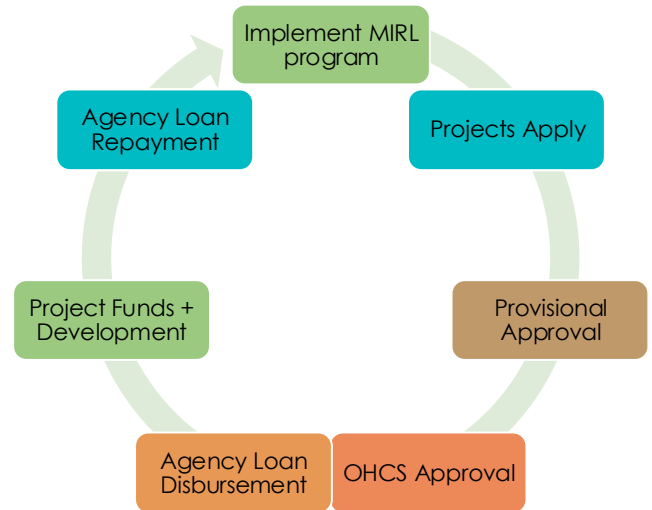 Implement MIRL
program
Projects Apply
Provisional
Approval
OHCS Approval
Agency Loan
Disbursement
Project Funds +
Development
Agency Loan
Repayment